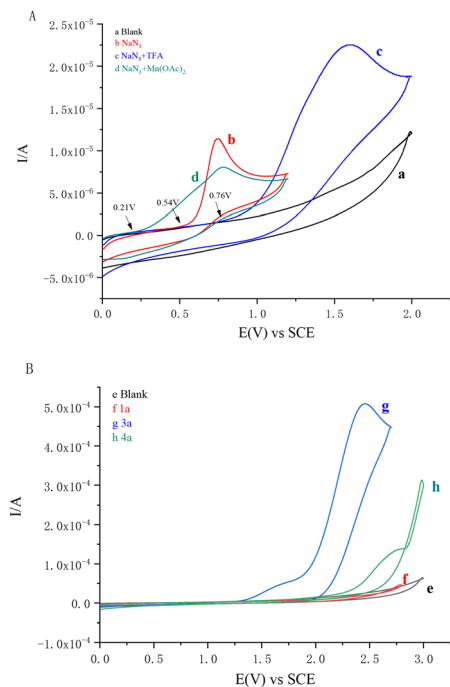 A
a Blank
b NaN₃
c NaN₃+TFA
d NaN₃+Mn(OAc)₂
2.5x10⁻⁵
2.0x10⁻⁵
1.5x10⁻⁵
1.0x10⁻⁵
5.0x10⁻⁶
0.0
−5.0x10⁻⁶
I/A
c
b
d
a
0.21V
0.54V
0.76V
0.0 0.5 1.0 1.5 2.0
E(V) vs SCE
B
e Blank
f 1a
g 3a
h 4a
5.0x10⁻⁴
4.0x10⁻⁴
3.0x10⁻⁴
2.0x10⁻⁴
1.0x10⁻⁴
0.0
−1.0x10⁻⁴
I/A
g
h
f
e
0.0 0.5 1.0 1.5 2.0 2.5 3.0
E(V) vs SCE